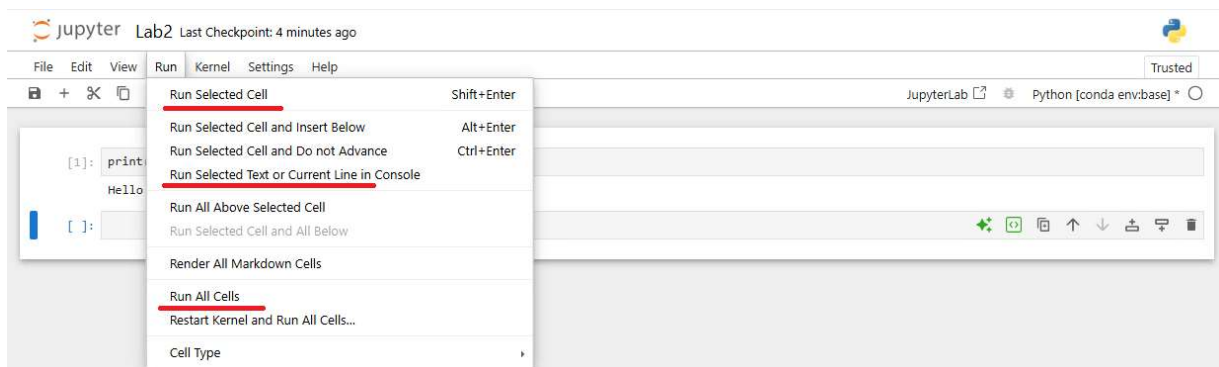 jupyter Lab2 Last Checkpoint: 4 minutes ago
File Edit View Run Kernel Settings Help Trusted
JupyterLab Python [conda env:base] *
Run Selected Cell Shift+Enter
Run Selected Cell and Insert Below Alt+Enter
Run Selected Cell and Do not Advance Ctrl+Enter
Run Selected Text or Current Line in Console
Run All Above Selected Cell
Run Selected Cell and All Below
Render All Markdown Cells
Run All Cells
Restart Kernel and Run All Cells...
Cell Type
[1]: print
Hello
[ ]: